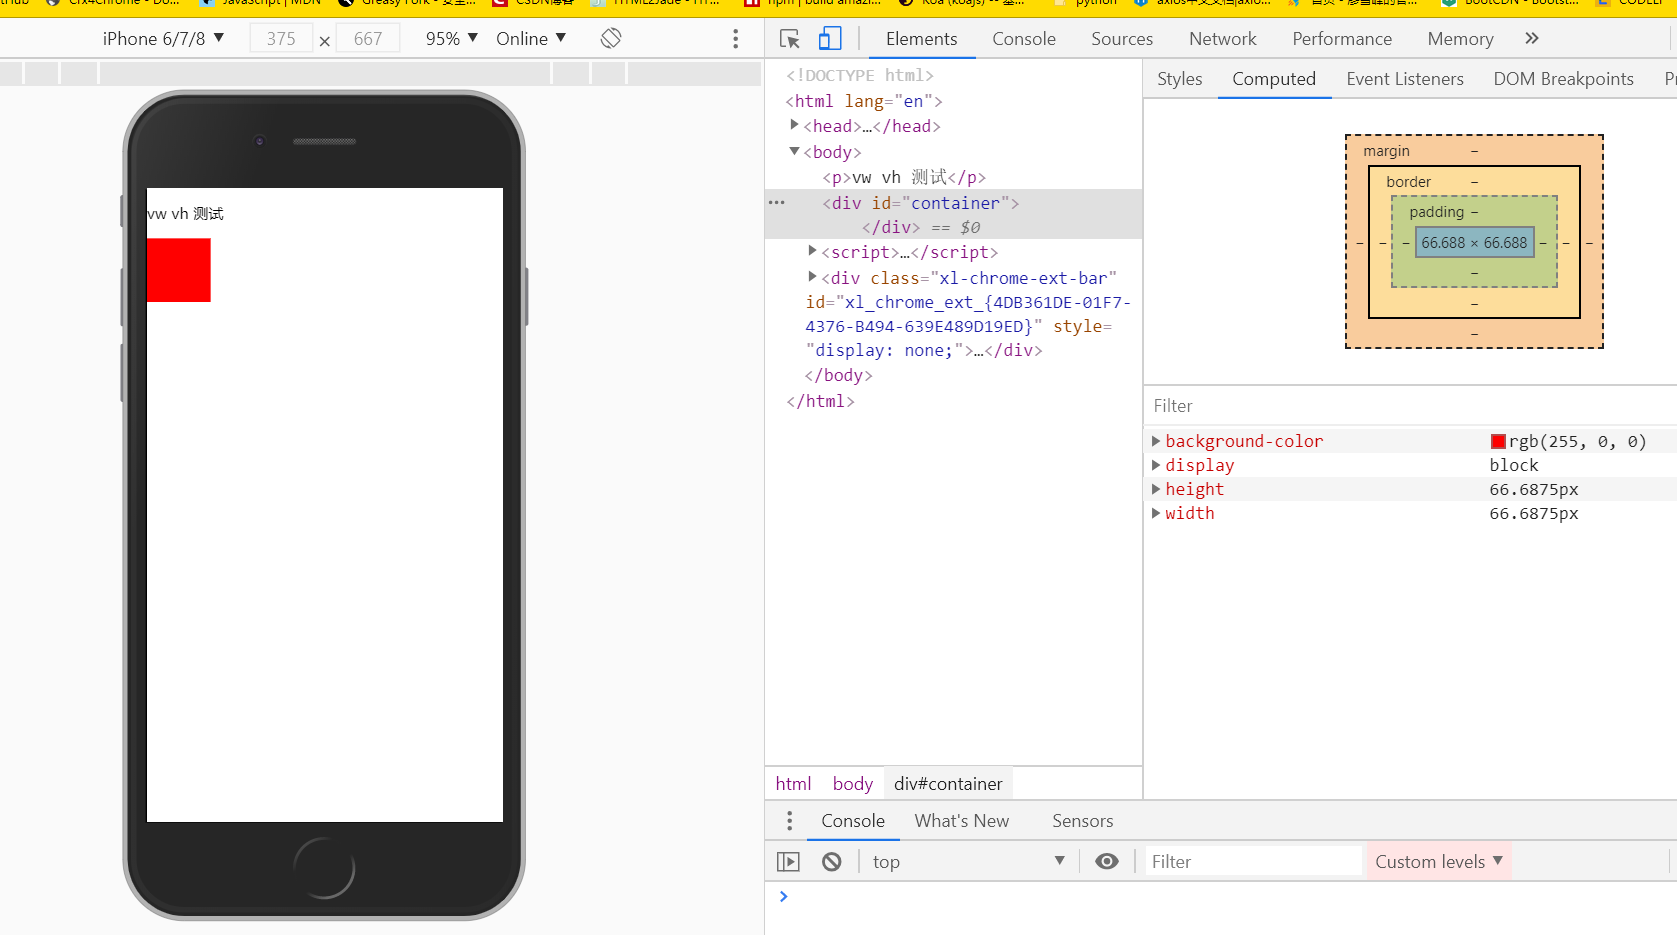 Crx4Chrome - Do...
JavaScript | MDN
Greasy Fork - 安全...
CSDN博客
HTML2Jade - HT...
npm | build amazi...
Koa (koajs) -- 基...
python
axios中文文档|axio...
首页 - 廖雪峰的官...
BootCDN - Bootst...
iPhone 6/7/8 ▼ 375 × 667 95% ▼ Online ▼
Elements Console Sources Network Performance Memory »
<!DOCTYPE html>
<html lang="en">
<head>…</head>
<body>
<p>vw vh 测试</p>
<div id="container">
</div> == $0
<script>…</script>
<div class="xl-chrome-ext-bar"
id="xl_chrome_ext_{4DB361DE-01F7-
4376-B494-639E489D19ED}" style=
"display: none;">…</div>
</body>
</html>
html body div#container
vw vh 测试
Styles Computed Event Listeners DOM Breakpoints
margin –
border –
padding –
– – – 66.688 × 66.688 – – –
–
–
–
Filter
background-color rgb(255, 0, 0)
display block
height 66.6875px
width 66.6875px
Console What's New Sensors
top ▼ Filter Custom levels ▼